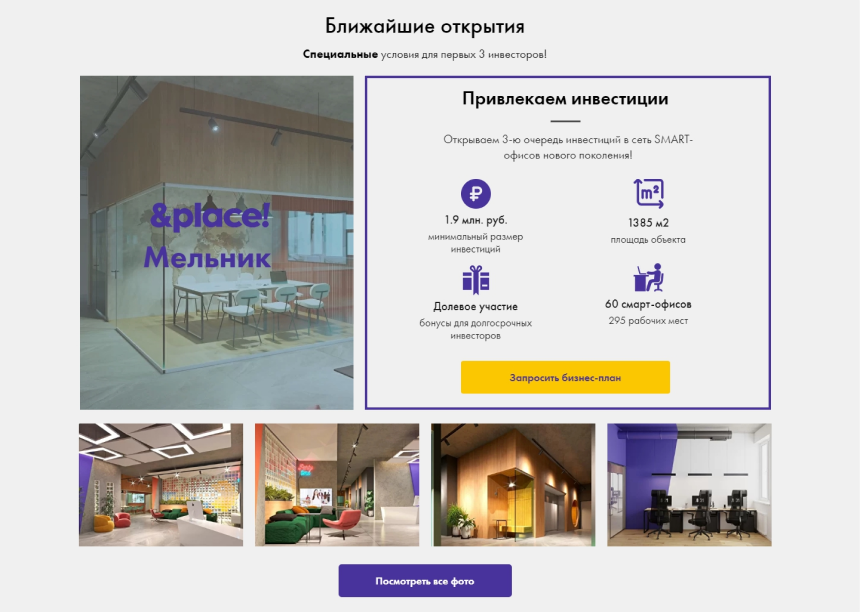 Ближайшие открытия
Специальные условия для первых 3 инвесторов!
&place!
Мельник
Привлекаем инвестиции
Открываем 3-ю очередь инвестиций в сеть SMART-
офисов нового поколения!
1.9 млн. руб.
минимальный размер
инвестиций
m²
1385 м2
площадь объекта
Долевое участие
бонусы для долгосрочных
инвесторов
60 смарт-офисов
295 рабочих мест
Запросить бизнес-план
Посмотреть все фото